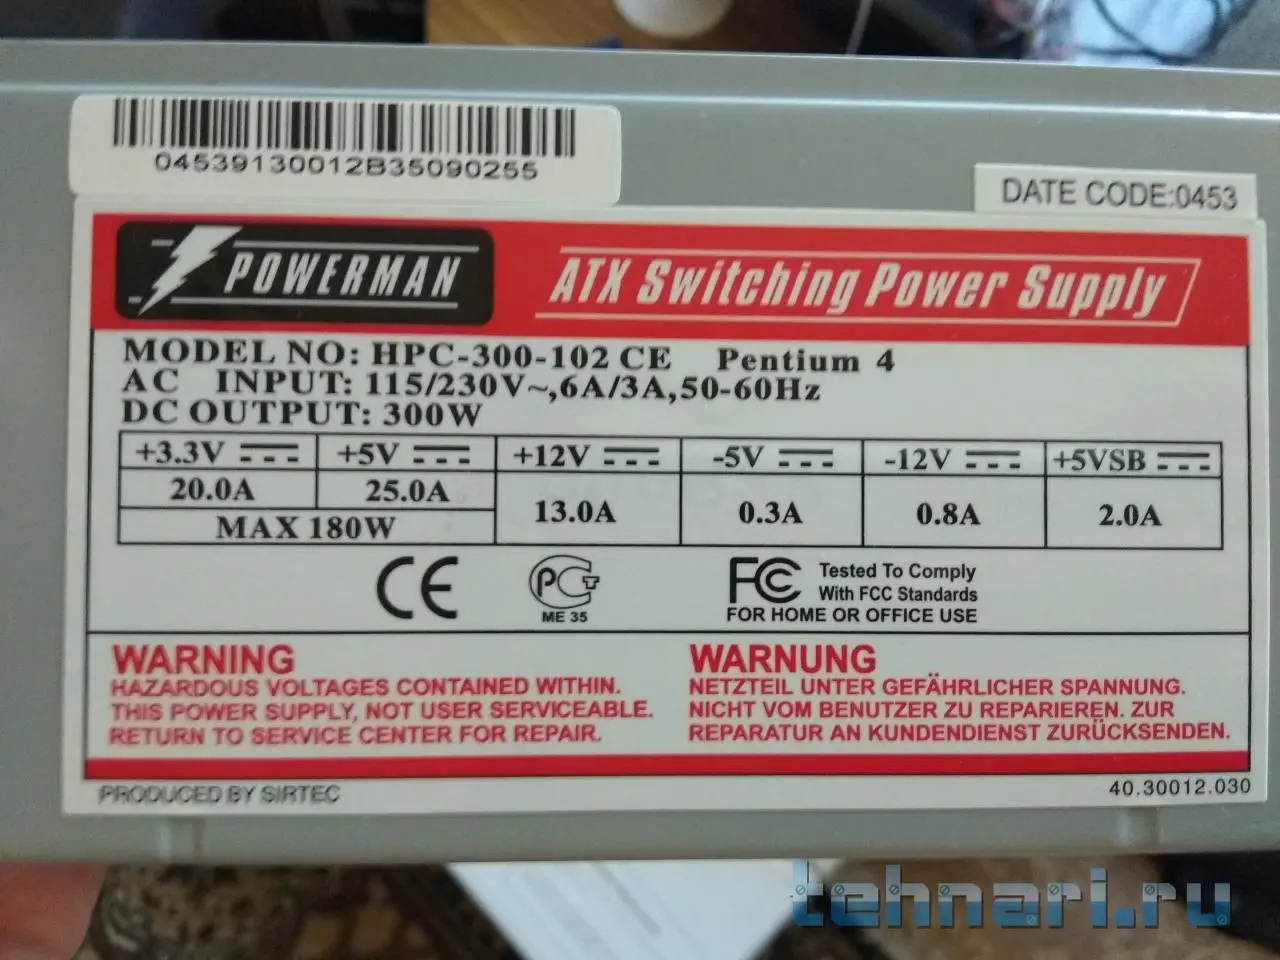 04539130012B35090255
DATE CODE:0453
POWERMAN
ATX Switching Power Supply
MODEL NO: HPC-300-102 CE Pentium 4
AC INPUT: 115/230V~,6A/3A,50-60Hz
DC OUTPUT: 300W
+3.3V +5V +12V -5V -12V +5VSB
20.0A 25.0A 13.0A 0.3A 0.8A 2.0A
MAX 180W
CE
РСТ
ME 35
FC Tested To Comply
With FCC Standards
FOR HOME OR OFFICE USE
WARNING
HAZARDOUS VOLTAGES CONTAINED WITHIN.
THIS POWER SUPPLY, NOT USER SERVICEABLE.
RETURN TO SERVICE CENTER FOR REPAIR.
WARNUNG
NETZTEIL UNTER GEFÄHRLICHER SPANNUNG.
NICHT VOM BENUTZER ZU REPARIEREN. ZUR
REPARATUR AN KUNDENDIENST ZURÜCKSENDEN.
PRODUCED BY SIRTEC
40.30012.030
tehnari.ru